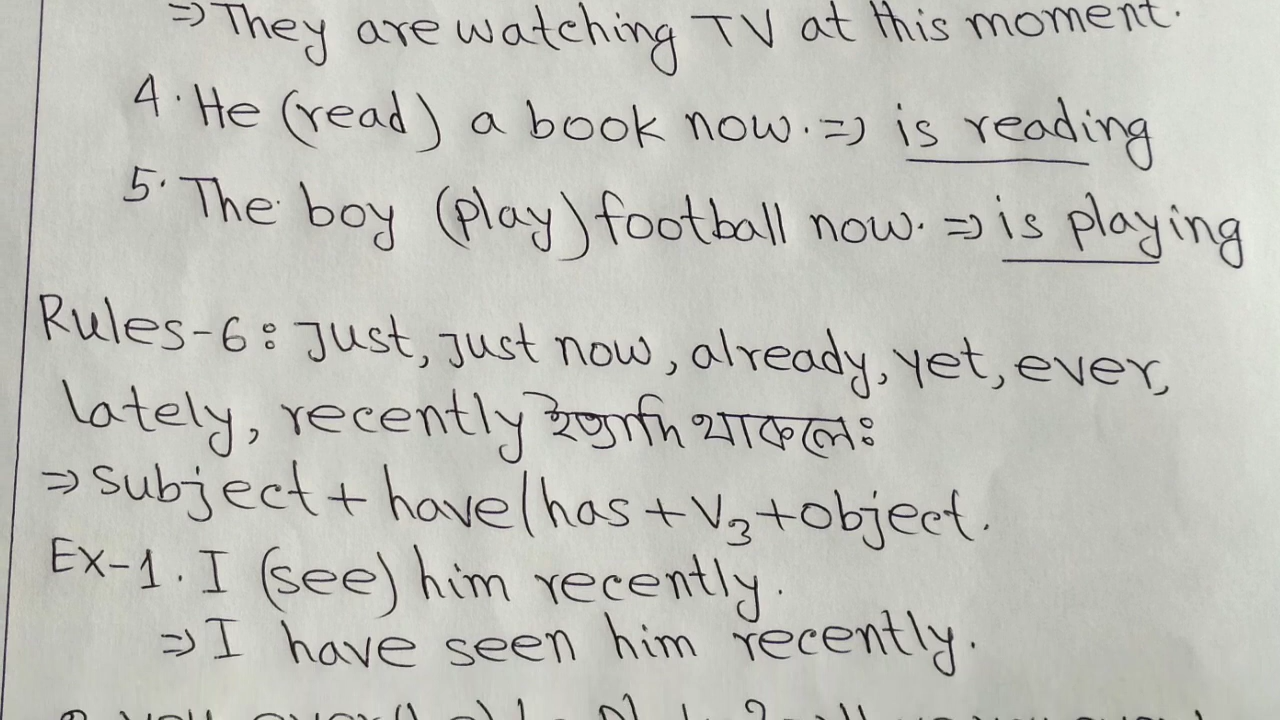 ⇒ They are watching TV at this moment.
4. He (read) a book now. ⇒ is reading
5. The boy (play) football now. ⇒ is playing
Rules-6: Just, Just now, already, yet, ever,
lately, recently ইত্যাদি থাকলেঃ
⇒ Subject + have/has + V₃ + object.
Ex-1. I (see) him recently.
⇒ I have seen him recently.